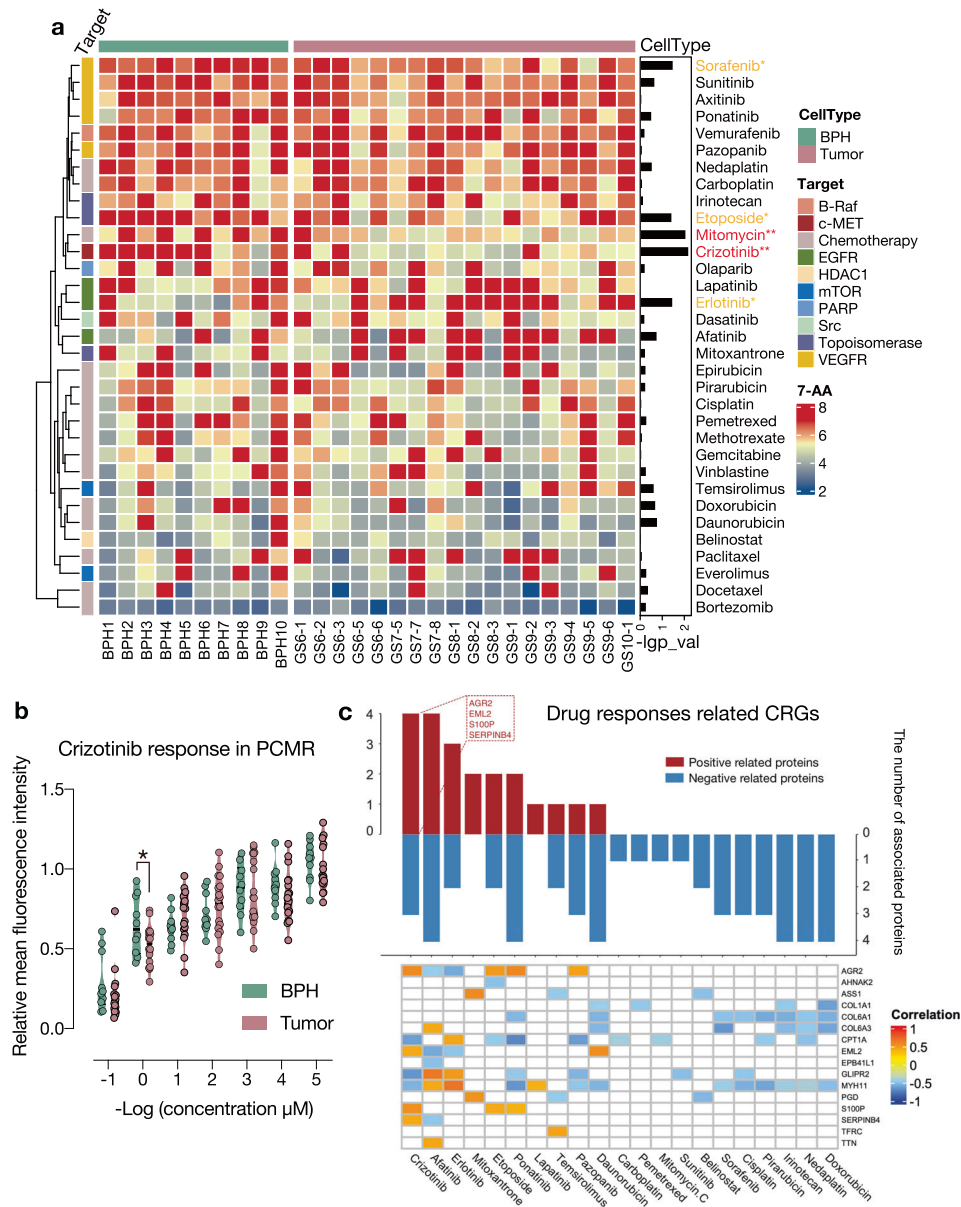 a
Target
CellType
Sorafenib*
Sunitinib
Axitinib
Ponatinib
Vemurafenib
Pazopanib
Nedaplatin
Carboplatin
Irinotecan
Etoposide*
Mitomycin**
Crizotinib**
Olaparib
Lapatinib
Erlotinib*
Dasatinib
Afatinib
Mitoxantrone
Epirubicin
Pirarubicin
Cisplatin
Pemetrexed
Methotrexate
Gemcitabine
Vinblastine
Temsirolimus
Doxorubicin
Daunorubicin
Belinostat
Paclitaxel
Everolimus
Docetaxel
Bortezomib
BPH1 BPH2 BPH3 BPH4 BPH5 BPH6 BPH7 BPH8 BPH9 BPH10 GS6-1 GS6-2 GS6-3 GS6-5 GS6-6 GS7-5 GS7-7 GS7-8 GS8-1 GS8-2 GS8-3 GS9-1 GS9-2 GS9-3 GS9-4 GS9-5 GS9-6 GS10-1
0 1 2
-lgp_val
CellType
BPH
Tumor
Target
B-Raf
c-MET
Chemotherapy
EGFR
HDAC1
mTOR
PARP
Src
Topoisomerase
VEGFR
7-AA
8
6
4
2
b
Crizotinib response in PCMR
Relative mean fluorescence intensity
1.5
1.0
0.5
0.0
*
BPH
Tumor
-1 0 1 2 3 4 5
-Log (concentration μM)
c
Drug responses related CRGs
AGR2
EML2
S100P
SERPINB4
4
3
2
1
0
Positive related proteins
Negative related proteins
The number of associated proteins
0
1
2
3
4
AGR2
AHNAK2
ASS1
COL1A1
COL6A1
COL6A3
CPT1A
EML2
EPB41L1
GLIPR2
MYH11
PGD
S100P
SERPINB4
TFRC
TTN
Correlation
1
0.5
0
-0.5
-1
Crizotinib
Afatinib
Erlotinib
Mitoxantrone
Etoposide
Ponatinib
Lapatinib
Temsirolimus
Pazopanib
Daunorubicin
Carboplatin
Pemetrexed
Mitomycin.C
Sunitinib
Belinostat
Sorafenib
Cisplatin
Pirarubicin
Irinotecan
Nedaplatin
Doxorubicin